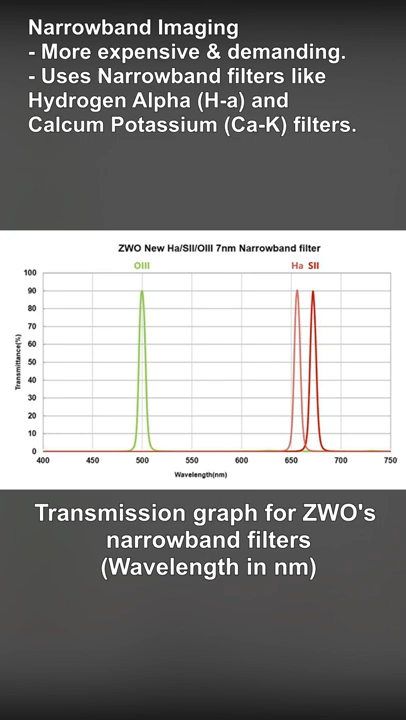 Narrowband Imaging
- More expensive & demanding.
- Uses Narrowband filters like
Hydrogen Alpha (H-a) and
Calcum Potassium (Ca-K) filters.
ZWO New Ha/SII/OIII 7nm Narrowband filter
OIII Ha SII
Transmittance(%)
100
90
80
70
60
50
40
30
20
10
0
400 450 500 550 600 650 700 750
Wavelength(nm)
Transmission graph for ZWO's
narrowband filters
(Wavelength in nm)